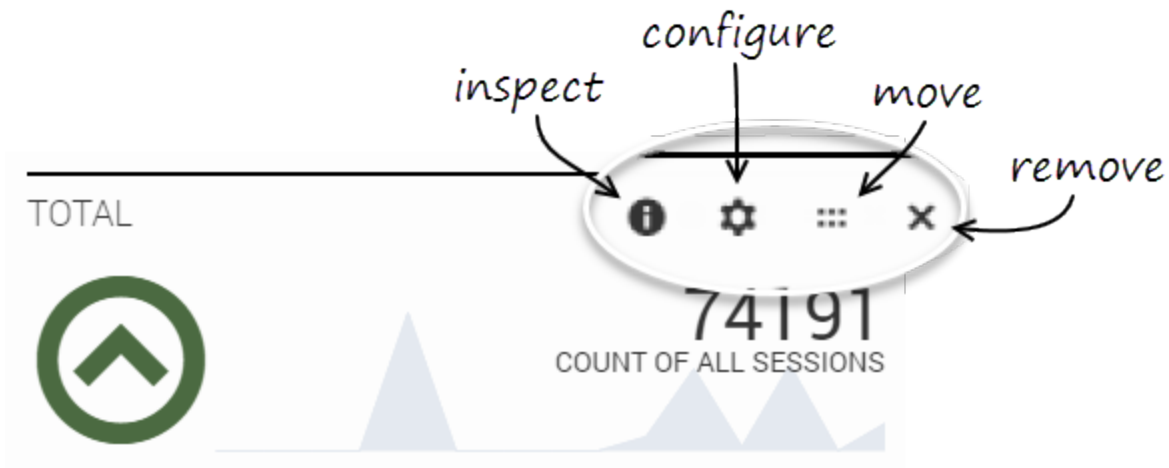 configure
inspect
move
remove
TOTAL
74191
COUNT OF ALL SESSIONS